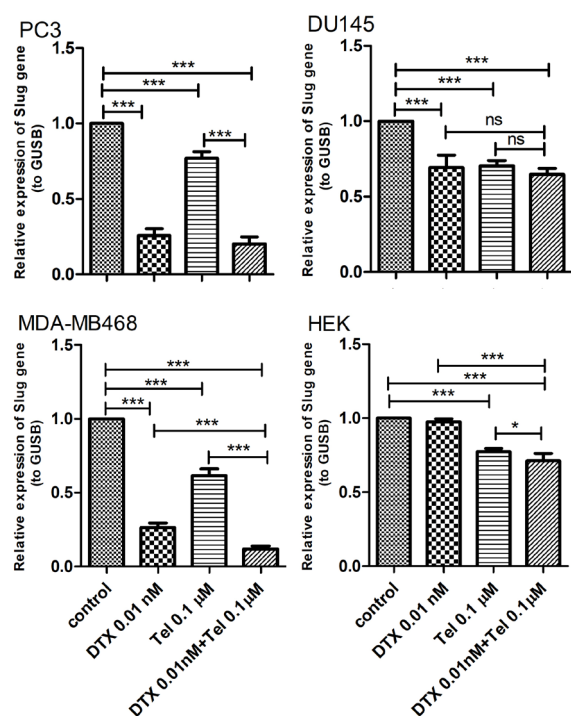 PC3
Relative expression of Slug gene
(to GUSB)
1.5
1.0
0.5
0.0
***
***
***
***
DU145
Relative expression of Slug gene
(to GUSB)
1.5
1.0
0.5
0.0
***
***
***
ns
ns
MDA-MB468
Relative expression of Slug gene
(to GUSB)
1.5
1.0
0.5
0.0
***
***
***
***
***
control
DTX 0.01 nM
Tel 0.1 µM
DTX 0.01nM+Tel 0.1µM
HEK
Relative expression of Slug gene
(to GUSB)
1.5
1.0
0.5
0.0
***
***
***
*
control
DTX 0.01 nM
Tel 0.1 µM
DTX 0.01nM+Tel 0.1µM